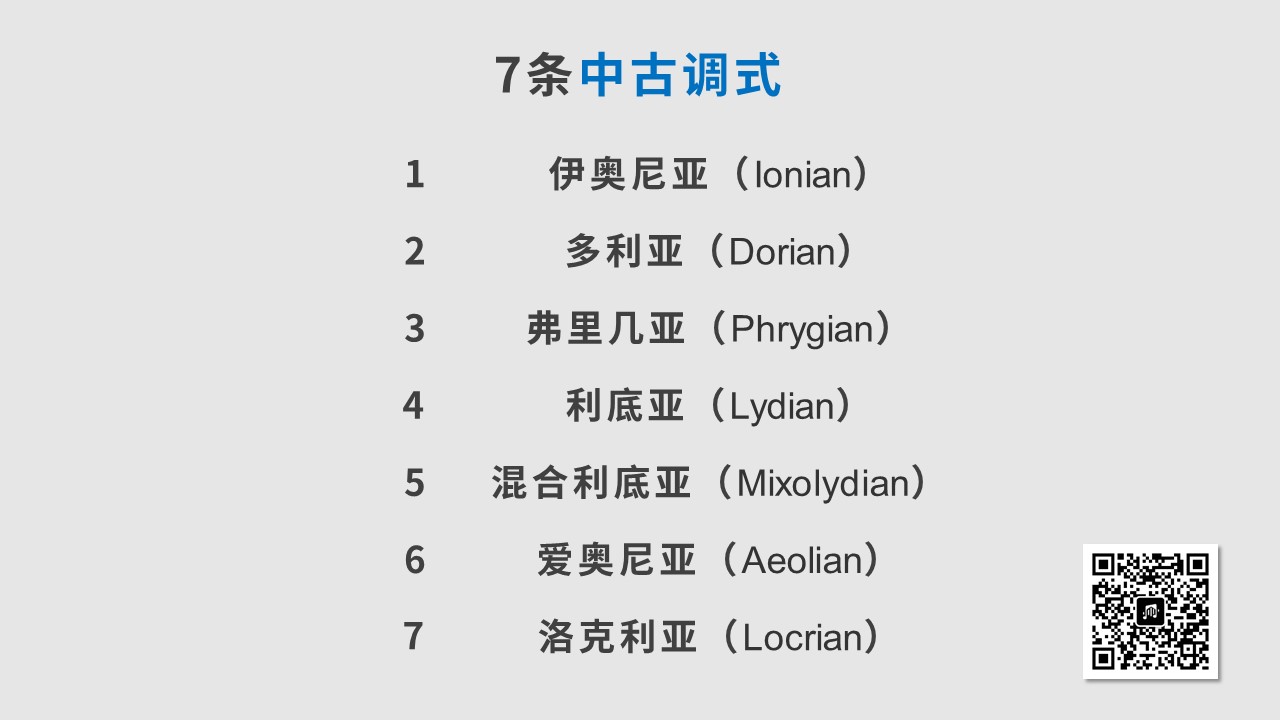 7条中古调式
1 伊奥尼亚（Ionian）
2 多利亚（Dorian）
3 弗里几亚（Phrygian）
4 利底亚（Lydian）
5 混合利底亚（Mixolydian）
6 爱奥尼亚（Aeolian）
7 洛克利亚（Locrian）